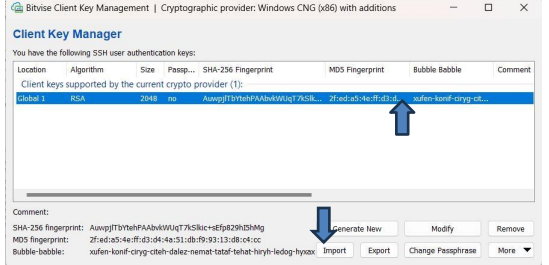 Bitvise Client Key Management | Cryptographic provider: Windows CNG (x86) with additions
Client Key Manager
You have the following SSH user authentication keys:
Location Algorithm Size Passp... SHA-256 Fingerprint MD5 Fingerprint Bubble Babble Comment
Client keys supported by the current crypto provider (1):
Global 1 RSA 2048 no AuwpJlTbYtehPAAbvkWUqT7kSlk... 2f:ed:a5:4e:ff:d3:d... xufen-konif-ciryg-cit...
Comment:
SHA-256 fingerprint: AuwpJlTbYtehPAAbvkWUqT7kSlkic+sEfp829hI5hMg Generate New Modify Remove
MD5 fingerprint: 2f:ed:a5:4e:ff:d3:d4:4a:51:db:f9:93:13:d8:c4:cc
Bubble-babble: xufen-konif-ciryg-citeh-dalez-nemat-tataf-tehat-hiryh-ledog-hyxax Import Export Change Passphrase More